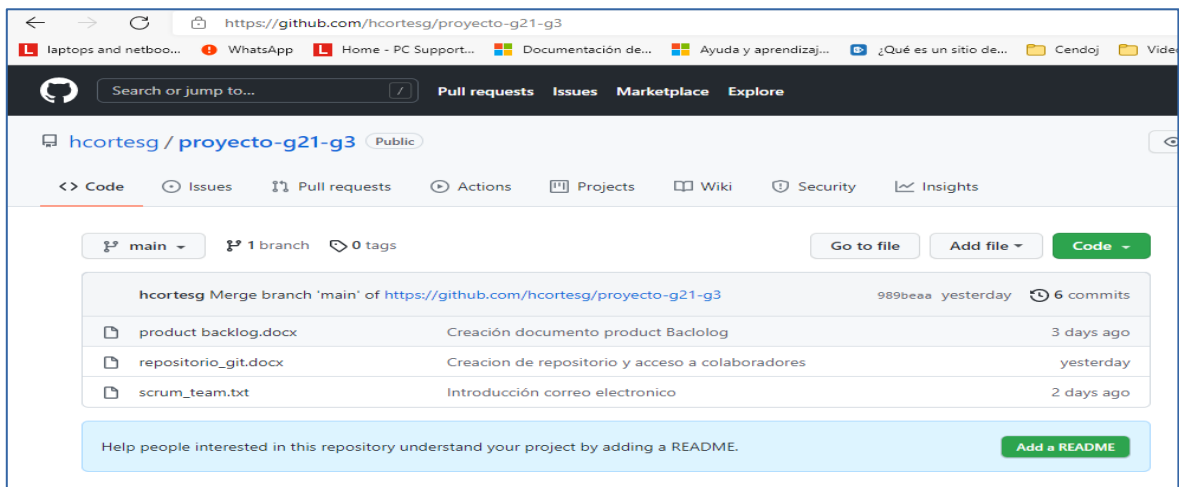 https://github.com/hcortesg/proyecto-g21-g3
L laptops and netboo... WhatsApp L Home - PC Support... Documentación de... Ayuda y aprendizaj... ¿Qué es un sitio de... Cendoj Vide
Search or jump to... / Pull requests Issues Marketplace Explore
hcortesg / proyecto-g21-g3 Public
<> Code Issues Pull requests Actions Projects Wiki Security Insights
main 1 branch 0 tags Go to file Add file Code
hcortesg Merge branch 'main' of https://github.com/hcortesg/proyecto-g21-g3 989beaa yesterday 6 commits
product backlog.docx Creación documento product Baclolog 3 days ago
repositorio_git.docx Creacion de repositorio y acceso a colaboradores yesterday
scrum_team.txt Introducción correo electronico 2 days ago
Help people interested in this repository understand your project by adding a README. Add a README